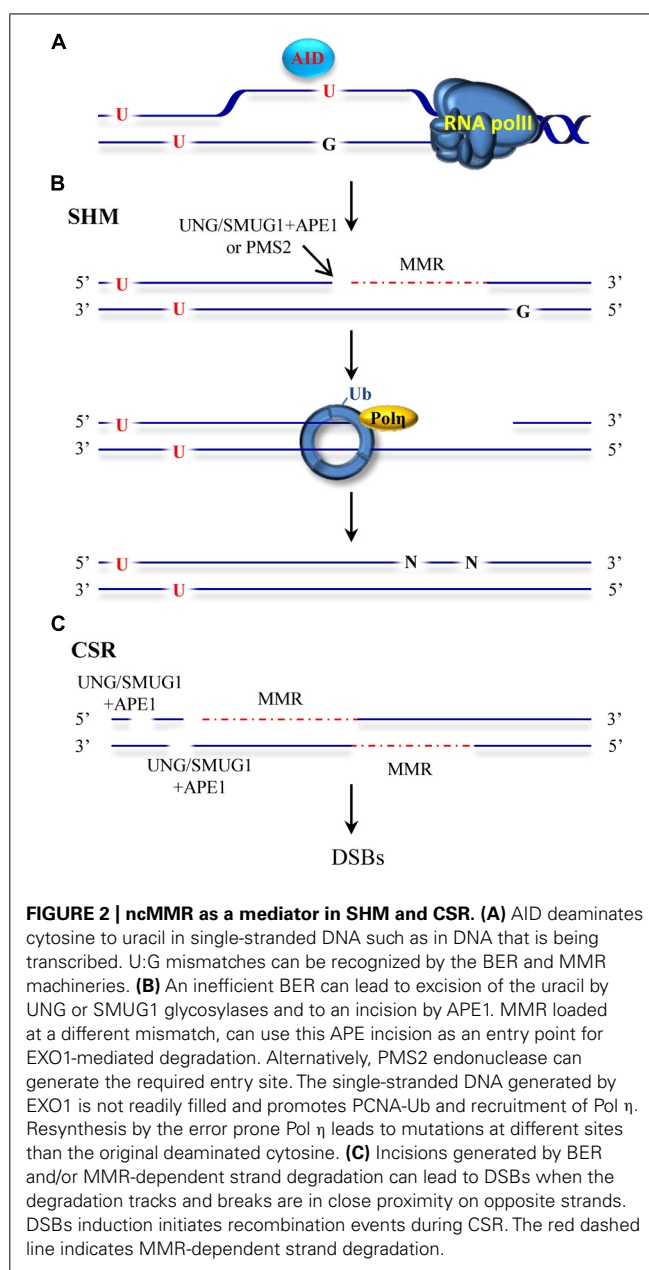 A
AID
U
U
RNA polII
U
G
B
SHM
UNG/SMUG1+APE1
or PMS2
MMR
5’ U 3’
3’ U G 5’
Ub
Polη
5’ U 3’
3’ U 5’
5’ U N N 3’
3’ U 5’
C
CSR
UNG/SMUG1
+APE1
MMR
5’ 3’
3’ 5’
UNG/SMUG1
+APE1
MMR
DSBs
FIGURE 2 | ncMMR as a mediator in SHM and CSR. (A) AID deaminates
cytosine to uracil in single-stranded DNA such as in DNA that is being
transcribed. U:G mismatches can be recognized by the BER and MMR
machineries. (B) An inefficient BER can lead to excision of the uracil by
UNG or SMUG1 glycosylases and to an incision by APE1. MMR loaded
at a different mismatch, can use this APE incision as an entry point for
EXO1-mediated degradation. Alternatively, PMS2 endonuclease can
generate the required entry site. The single-stranded DNA generated by
EXO1 is not readily filled and promotes PCNA-Ub and recruitment of Pol η.
Resynthesis by the error prone Pol η leads to mutations at different sites
than the original deaminated cytosine. (C) Incisions generated by BER
and/or MMR-dependent strand degradation can lead to DSBs when the
degradation tracks and breaks are in close proximity on opposite strands.
DSBs induction initiates recombination events during CSR. The red dashed
line indicates MMR-dependent strand degradation.